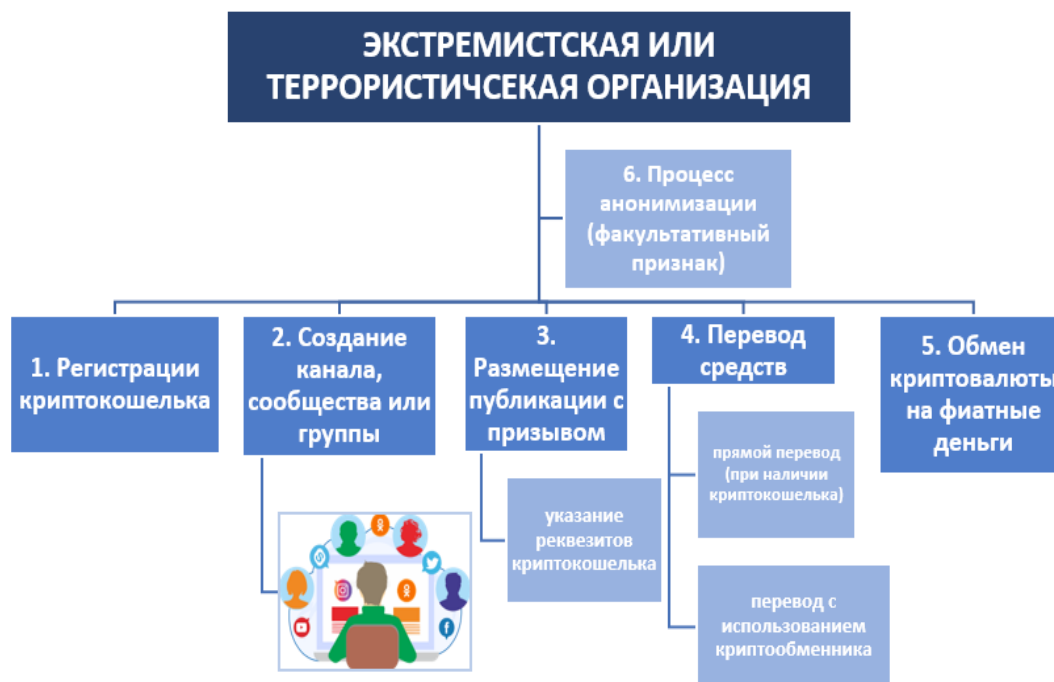 ЭКСТРЕМИСТСКАЯ ИЛИ
ТЕРРОРИСТИЧСЕКАЯ ОРГАНИЗАЦИЯ
6. Процесс
анонимизации
(факультативный
признак)
1. Регистрации
криптокошелька
2. Создание
канала,
сообщества или
группы
3.
Размещение
публикации с
призывом
указание
реквезитов
криптокошелька
4. Перевод
средств
прямой перевод
(при наличии
криптокошелька)
перевод с
использованием
криптообменника
5. Обмен
криптовалюты
на фиатные
деньги